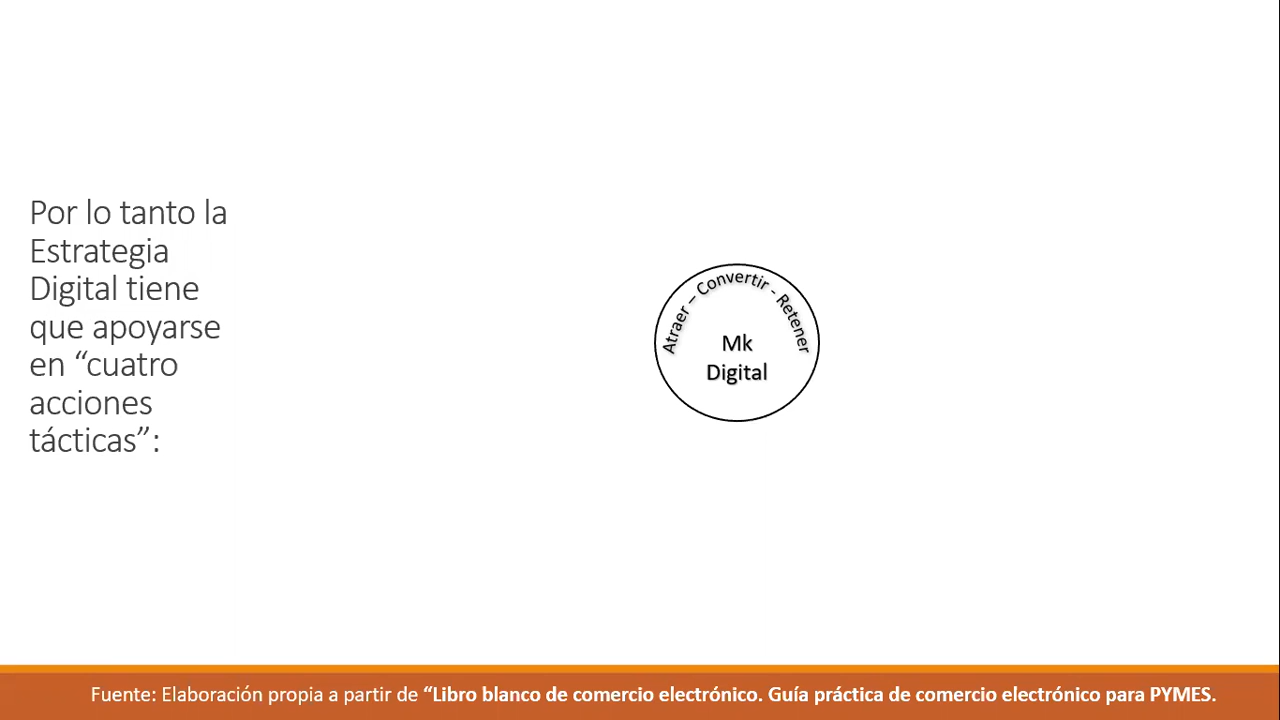 Por lo tanto la
Estrategia
Digital tiene
que apoyarse
en “cuatro
acciones
tácticas”:
Atraer – Convertir - Retener
Mk
Digital
Fuente: Elaboración propia a partir de “Libro blanco de comercio electrónico. Guía práctica de comercio electrónico para PYMES.